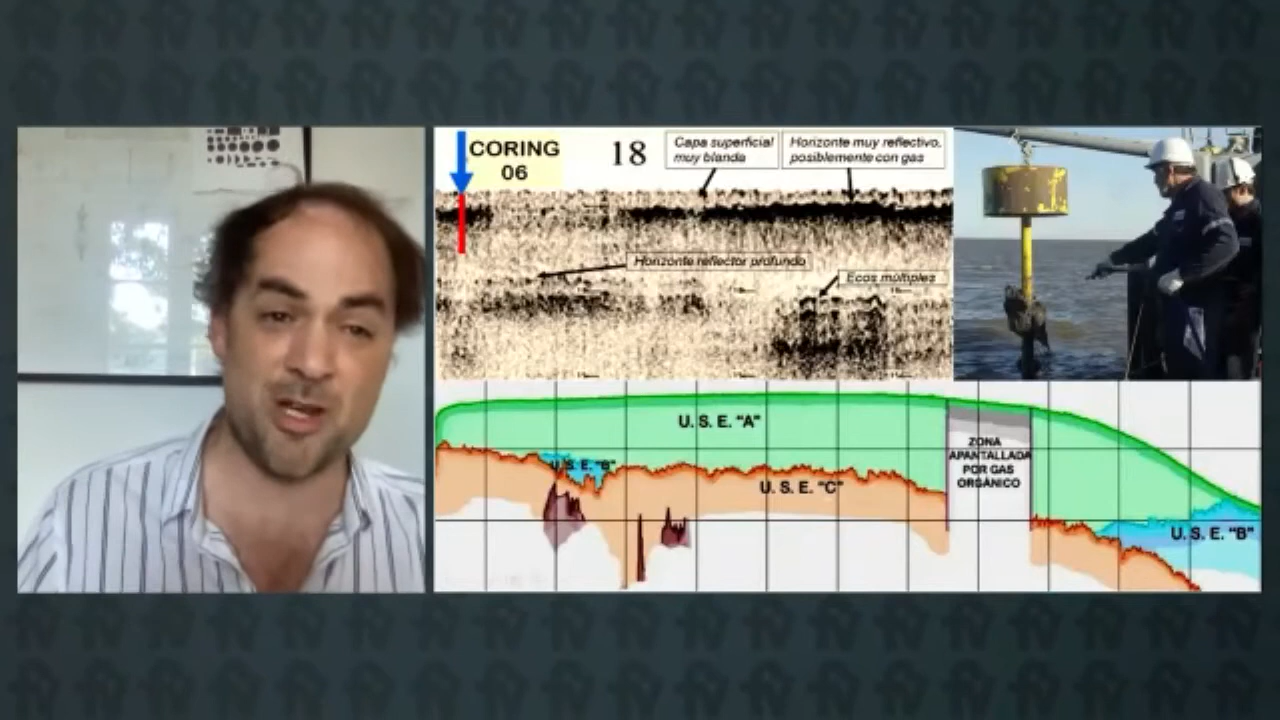 CORING
06
18
Capa superficial
muy blanda
Horizonte muy reflectivo,
posiblemente con gas
Horizonte reflector profundo
Ecos múltiples
U. S. E. "A"
U. S. E. "B"
U. S. E. "C"
ZONA
APANTALLADA
POR GAS
ORGÁNICO
U. S. E. "B"